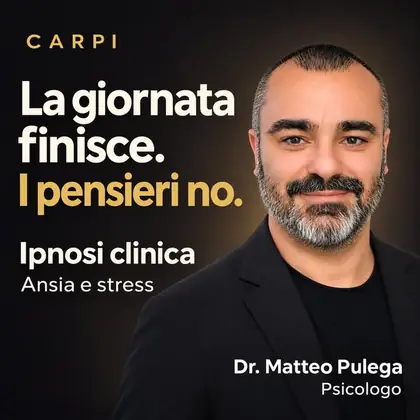 CARPI
La giornata
finisce.
I pensieri no.
Ipnosi clinica
Ansia e stress
Dr. Matteo Pulega
Psicologo